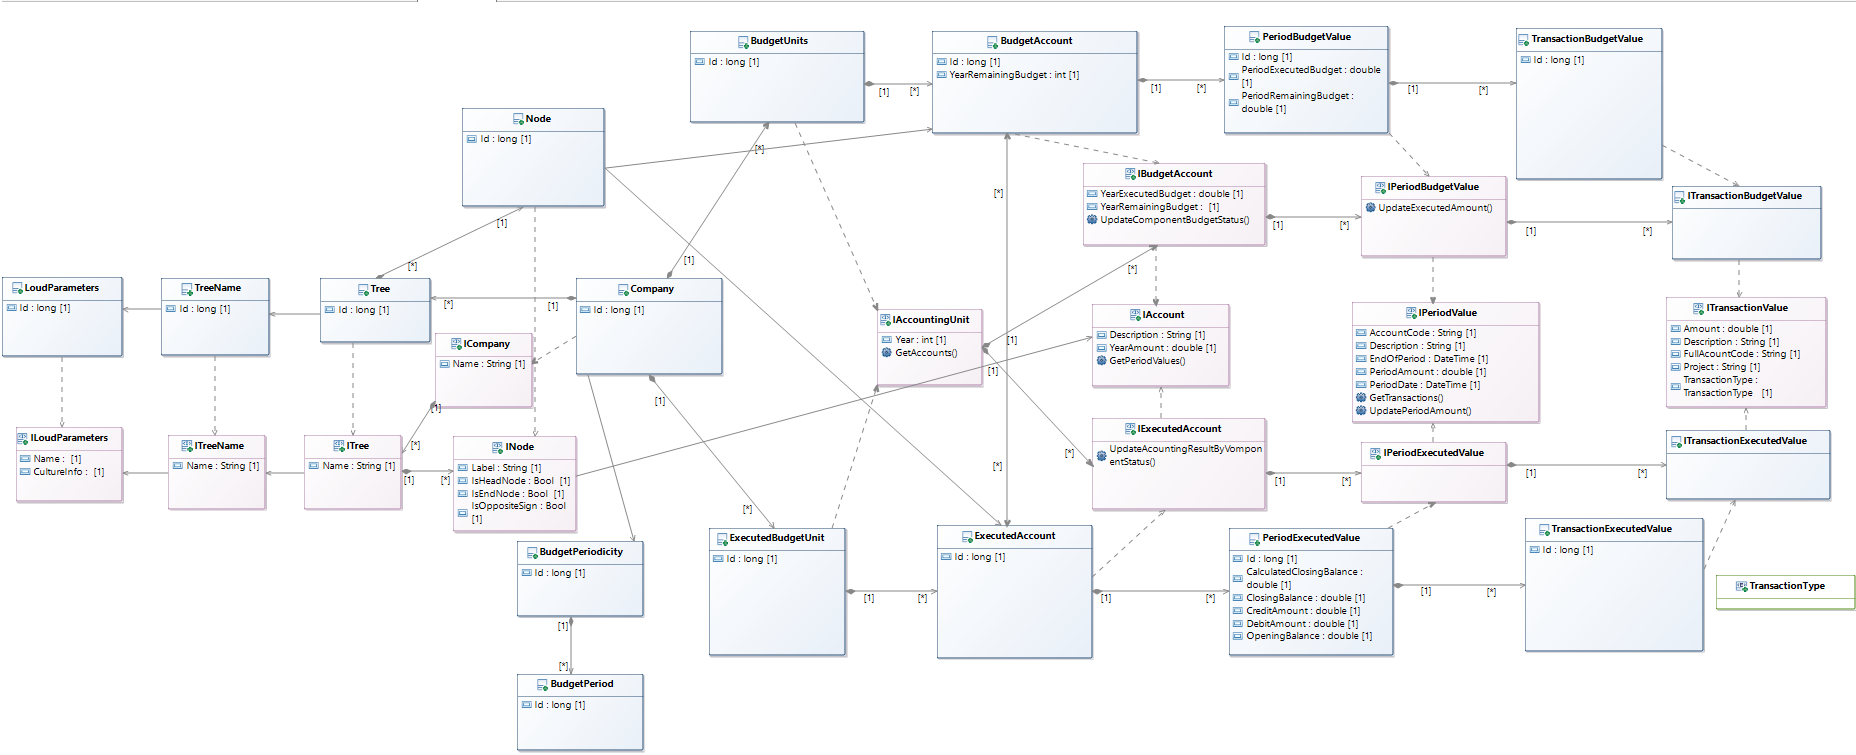 BudgetUnits
Id : long [1]
BudgetAccount
Id : long [1]
YearRemainingBudget : int [1]
PeriodBudgetValue
Id : long [1]
PeriodExecutedBudget : double
[1]
PeriodRemainingBudget :
double [1]
TransactionBudgetValue
Id : long [1]
[1]
[*]
[1]
[*]
[1]
[*]
Node
Id : long [1]
[*]
[*]
IBudgetAccount
YearExecutedBudget : double [1]
YearRemainingBudget : [1]
UpdateComponentBudgetStatus()
IPeriodBudgetValue
UpdateExecutedAmount()
ITransactionBudgetValue
[1]
[*]
[1]
[*]
[1]
[*]
[1]
[*]
LoudParameters
Id : long [1]
TreeName
Id : long [1]
Tree
Id : long [1]
[*]
[1]
Company
Id : long [1]
ICompany
Name : String [1]
IAccountingUnit
Year : int [1]
GetAccounts()
[1]
[1]
IAccount
Description : String [1]
YearAmount : double [1]
GetPeriodValues()
IPeriodValue
AccountCode : String [1]
Description : String [1]
EndOfPeriod : DateTime [1]
PeriodAmount : double [1]
PeriodDate : DateTime [1]
GetTransactions()
UpdatePeriodAmount()
ITransactionValue
Amount : double [1]
Description : String [1]
FullAcountCode : String [1]
Project : String [1]
TransactionType :
TransactionType [1]
[1]
[*]
[1]
ILoudParameters
Name : [1]
CultureInfo : [1]
ITreeName
Name : String [1]
ITree
Name : String [1]
[1]
[*]
INode
Label : String [1]
IsHeadNode : Bool [1]
IsEndNode : Bool [1]
IsOppositeSign : Bool
[1]
[*]
[*]
IExecutedAccount
UpdateAcountingResultByVompon
entStatus()
[1]
[*]
IPeriodExecutedValue
[1]
[*]
ITransactionExecutedValue
[*]
BudgetPeriodicity
Id : long [1]
ExecutedBudgetUnit
Id : long [1]
ExecutedAccount
Id : long [1]
PeriodExecutedValue
Id : long [1]
CalculatedClosingBalance :
double [1]
ClosingBalance : double [1]
CreditAmount : double [1]
DebitAmount : double [1]
OpeningBalance : double [1]
TransactionExecutedValue
Id : long [1]
TransactionType
[1]
[*]
[1]
[*]
[1]
[*]
[1]
[*]
BudgetPeriod
Id : long [1]